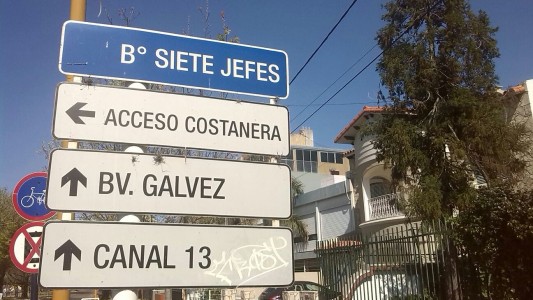 B° SIETE JEFES
ACCESO COSTANERA
BV. GALVEZ
CANAL 13